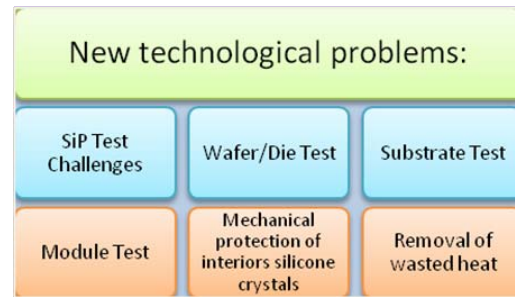 New technological problems:
SiP Test
Challenges
Wafer/Die Test
Substrate Test
Module Test
Mechanical
protection of
interiors silicone
crystals
Removal of
wasted heat